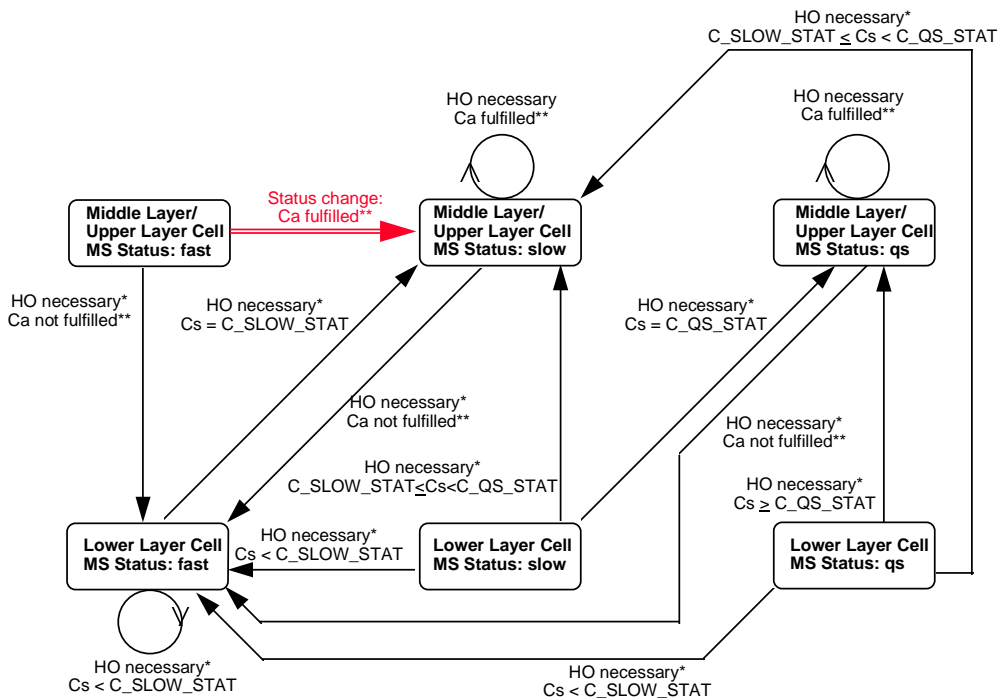 HO necessary*
C_SLOW_STAT ≤ Cs < C_QS_STAT
HO necessary
Ca fulfilled**
HO necessary
Ca fulfilled**
Status change:
Ca fulfilled**
Middle Layer/
Upper Layer Cell
MS Status: fast
Middle Layer/
Upper Layer Cell
MS Status: slow
Middle Layer/
Upper Layer Cell
MS Status: qs
HO necessary*
Ca not fulfilled**
HO necessary*
Cs = C_SLOW_STAT
HO necessary*
Cs = C_QS_STAT
HO necessary*
Ca not fulfilled**
HO necessary*
Ca not fulfilled**
HO necessary*
C_SLOW_STAT≤Cs<C_QS_STAT
HO necessary*
Cs ≥ C_QS_STAT
Lower Layer Cell
MS Status: fast
HO necessary*
Cs < C_SLOW_STAT
Lower Layer Cell
MS Status: slow
Lower Layer Cell
MS Status: qs
HO necessary*
Cs < C_SLOW_STAT
HO necessary*
Cs < C_SLOW_STAT